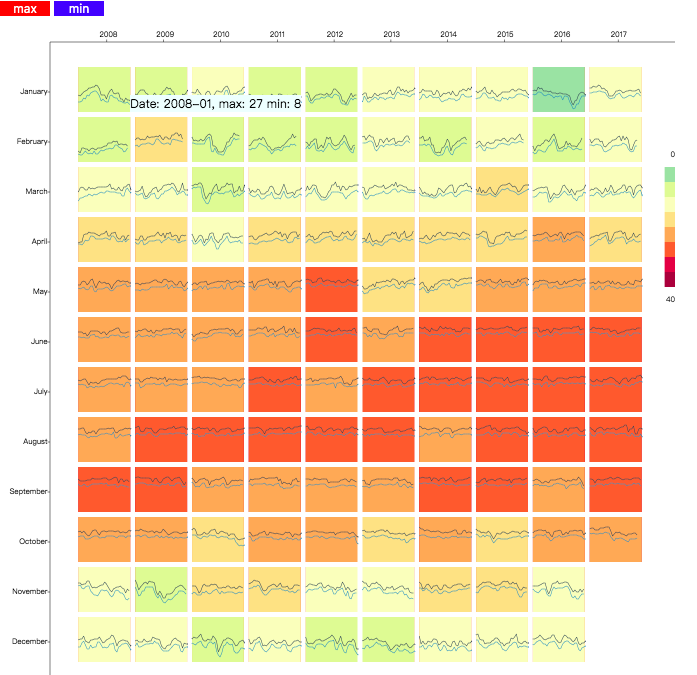 max min
2008 2009 2010 2011 2012 2013 2014 2015 2016 2017
January
Date: 2008-01, max: 27 min: 8
February
0
March
April
May
40
June
July
August
September
October
November
December